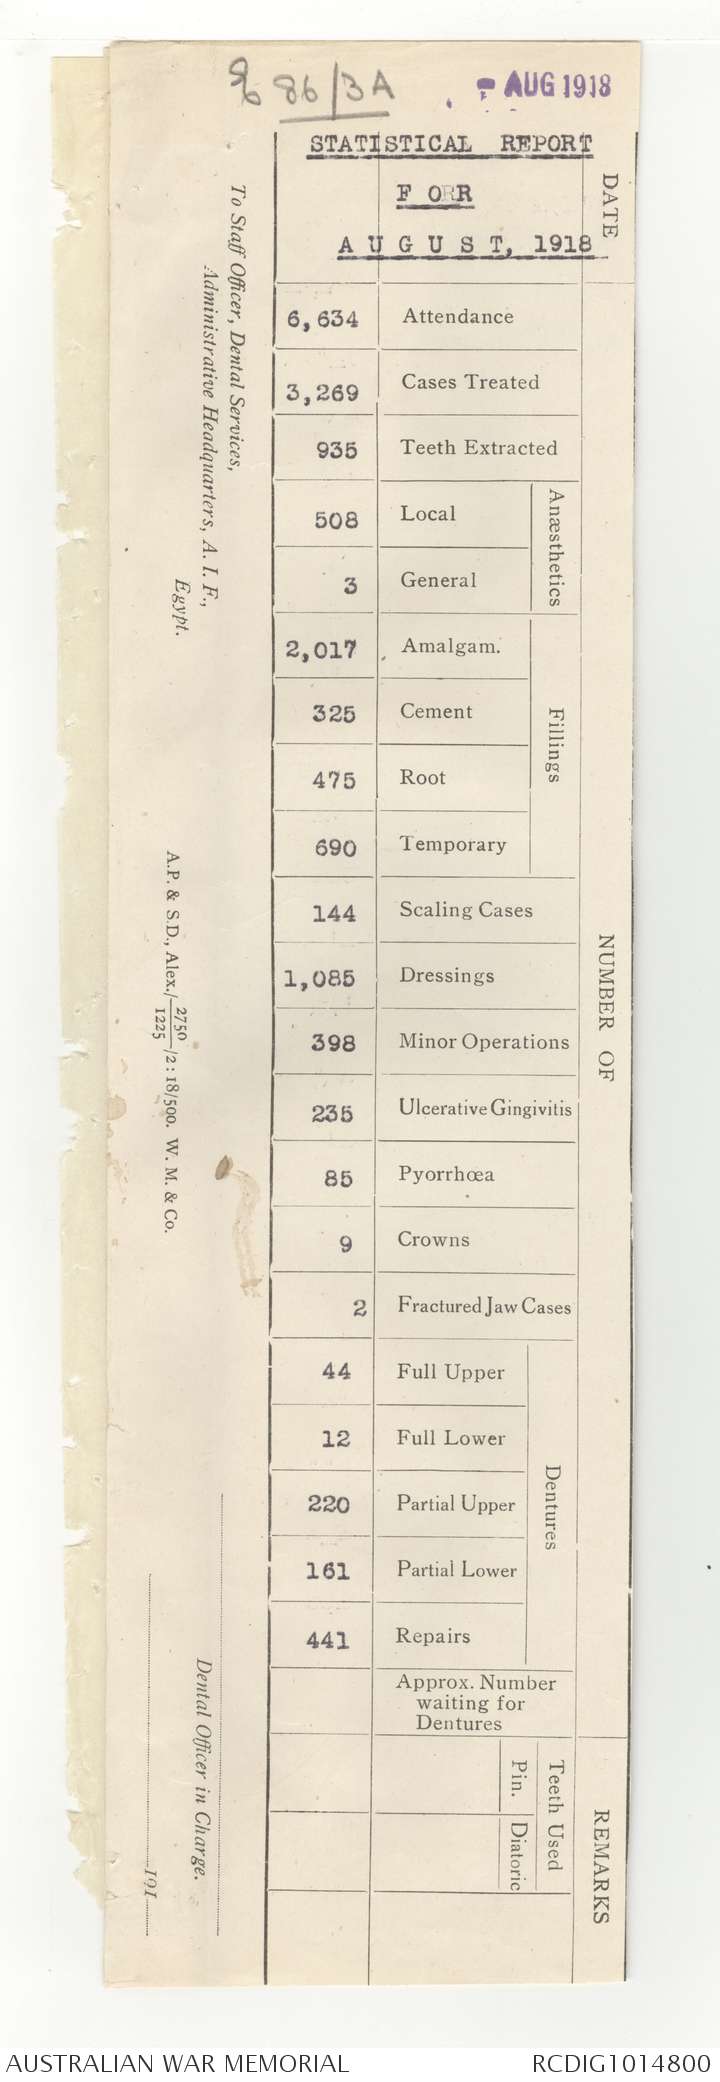 86/3A
AUG 1918
STATISTICAL REPORT
F O R
A U G U S T, 1918
DATE
NUMBER OF
6,634 Attendance
3,269 Cases Treated
935 Teeth Extracted
Anæsthetics
508 Local
3 General
Fillings
2,017 Amalgam.
325 Cement
475 Root
690 Temporary
144 Scaling Cases
1,085 Dressings
398 Minor Operations
235 Ulcerative Gingivitis
85 Pyorrhœa
9 Crowns
2 Fractured Jaw Cases
Dentures
44 Full Upper
12 Full Lower
220 Partial Upper
161 Partial Lower
441 Repairs
Approx. Number
waiting for
Dentures
REMARKS
Teeth Used
Pin.
Diatoric
To Staff Officer, Dental Services,
Administrative Headquarters, A. I. F.,
Egypt.
Dental Officer in Charge.
191
A.P. & S.D., Alex./2750/1225/2:18/500. W. M. & Co.
AUSTRALIAN WAR MEMORIAL RCDIG1014800